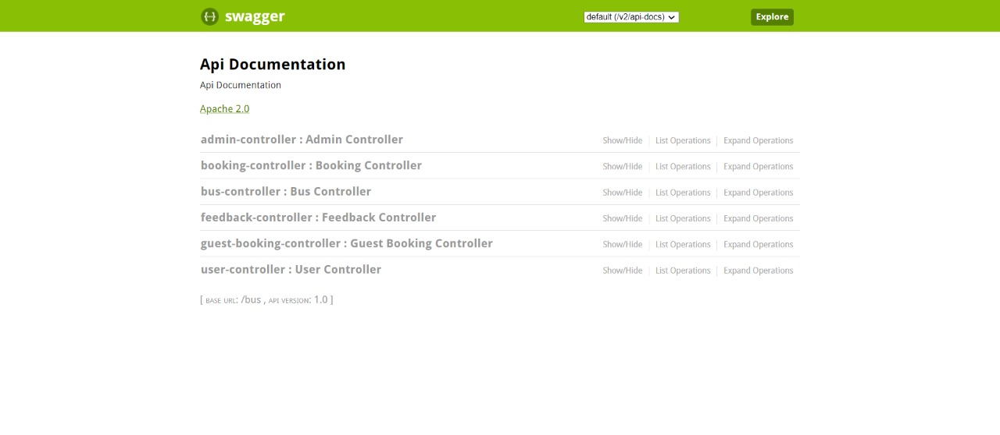 swagger default (/v2/api-docs) Explore
Api Documentation
Api Documentation
Apache 2.0
admin-controller : Admin Controller Show/Hide List Operations Expand Operations
booking-controller : Booking Controller Show/Hide List Operations Expand Operations
bus-controller : Bus Controller Show/Hide List Operations Expand Operations
feedback-controller : Feedback Controller Show/Hide List Operations Expand Operations
guest-booking-controller : Guest Booking Controller Show/Hide List Operations Expand Operations
user-controller : User Controller Show/Hide List Operations Expand Operations
[ BASE URL: /bus , API VERSION: 1.0 ]